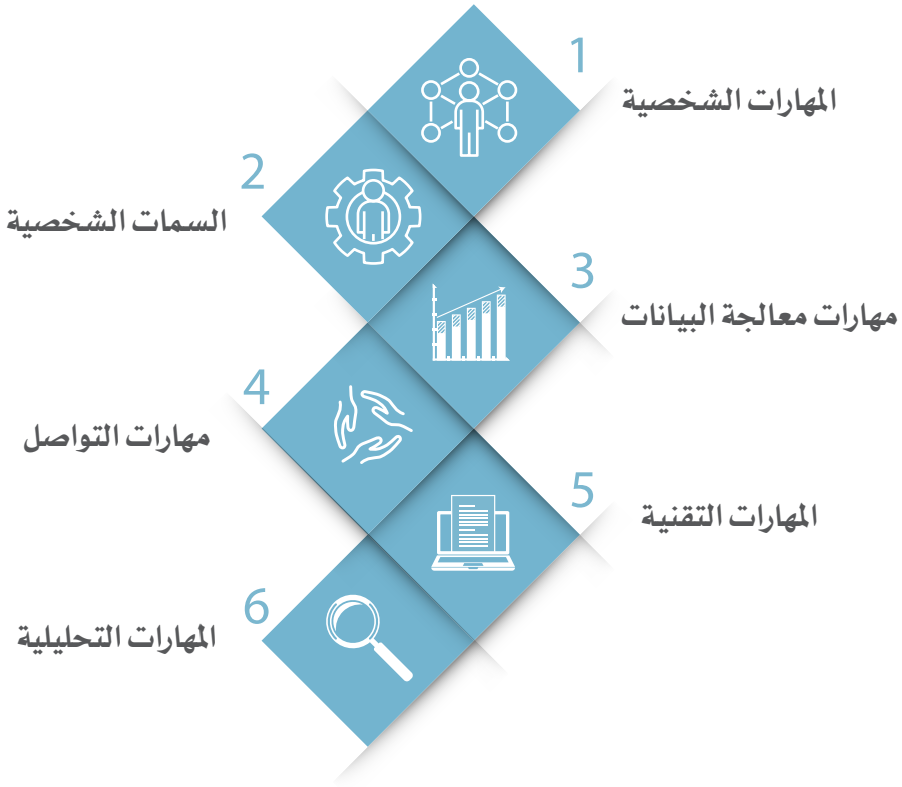 1
المهارات الشخصية
2
السمات الشخصية
3
مهارات معالجة البيانات
4
مهارات التواصل
5
المهارات التقنية
6
المهارات التحليلية